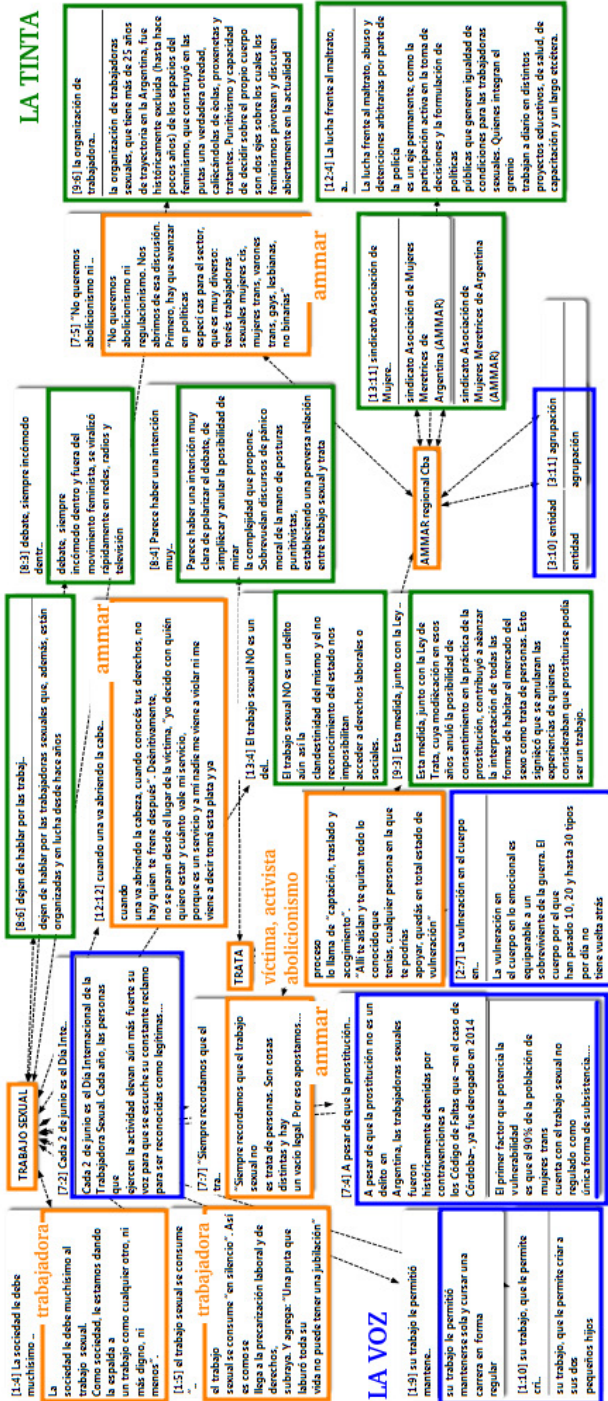 LA TINTA
TRABAJO SEXUAL
[1:4] La sociedad le debe
muchísimo ..
trabajadora
La
sociedad le debe muchísimo al
trabajo sexual.
Como sociedad, le estamos dando
la espalda a
un trabajo como cualquier otro, ni
más digno, ni
menos".
[1:5] el trabajo sexual se consume
"..
trabajadora
el trabajo
sexual se consume "en silencio". Así
es como se
llega a la precarización laboral y de
derechos,
subraya. Y agrega: "Una puta que
laburó toda su
vida no puede tener una jubilación"
LA VOZ
[1:9] su trabajo le permitió
mantene..
su trabajo le permitió
mantenerse sola y cursar una
carrera en forma
regular
[1:10] su trabajo, que le permite
cri..
su trabajo, que le permite criar a
sus dos
pequeños hijos
[7:2] Cada 2 de junio es el Día Inte..
Cada 2 de junio es el Día Internacional de la
Trabajadora Sexual. Cada año, las personas
que
ejercen la actividad elevan aún más fuerte su
voz para que se escuche su constante reclamo
para ser reconocidas como legítimas...
[7:7] "Siempre recordamos que el
tra..
"Siempre recordamos que el trabajo
sexual no
es trata de personas. Son cosas
distintas y hay
un vacío legal. Por eso apostamos...
ammar
[7:4] A pesar de que la prostitución..
A pesar de que la prostitución no es un
delito en
Argentina, las trabajadoras sexuales
fueron
históricamente detenidas por
contravenciones a
los Código de Faltas que –en el caso de
Córdoba–, ya fue derogado en 2014
El primer factor que potencia la
vulnerabilidad
es que el 90% de la población de
mujeres trans
cuenta con el trabajo sexual no
regulado como
única forma de subsistencia....
[8:6] dejen de hablar por las trabaj..
dejen de hablar por las trabajadoras sexuales que, además, están
organizadas y en lucha desde hace años
[12:12] cuando una va abriendo la cabe..
ammar
cuando
una va abriendo la cabeza, cuando conocés tus derechos, no
hay quien te frene después". Deènitivamente,
no se paran desde el lugar de la víctima, "yo decido con quién
quiero estar y cuánto vale mi servicio,
porque es un servicio y a mí nadie me viene a violar ni me
viene a decir tomá esta plata y ya
TRATA
víctima, activista
abolicionismo
proceso
lo llama de "captación, traslado y
acogimiento".
"Allí te aíslan y te quitan todo lo
conocido que
tenías, cualquier persona en la que
te podrías
apoyar, quedás en total estado de
vulneración"
[2:7] La vulneración en el cuerpo
en..
La vulneración en
el cuerpo en lo emocional es
equiparable a un
sobreviviente de la guerra. El
cuerpo por el que
han pasado 10, 20 y hasta 30 tipos
por día no
tiene vuelta atrás
[13:4] El trabajo sexual NO es un
del..
El trabajo sexual NO es un delito
aún así la
clandestinidad del mismo y el no
reconocimiento del estado nos
imposibilitan
acceder a derechos laborales o
sociales.
[9:3] Esta medida, junto con la Ley ..
Esta medida, junto con la Ley de
Trata, cuya modiècación en esos
años anuló la posibilidad de
consentimiento en la práctica de la
prostitución, contribuyó a aèanzar
la interpretación de todas las
formas de habitar el mercado del
sexo como trata de personas. Esto
signiècó que se anularan las
experiencias de quienes
consideraban que prostituirse podía
ser un trabajo.
[8:3] debate, siempre incómodo
dentr..
debate, siempre
incómodo dentro y fuera del
movimiento feminista, se viralizó
rápidamente en redes, radios y
televisión
[8:4] Parece haber una intención
muy..
Parece haber una intención muy
clara de polarizar el debate, de
simpliècar y anular la posibilidad de
mirar
la complejidad que propone.
Sobrevuelan discursos de pánico
moral de la mano de posturas
punitivistas,
estableciendo una perversa relación
entre trabajo sexual y trata
AMMAR regional Cba
[3:10] entidad
entidad
[3:11] agrupación
agrupación
[7:5] "No queremos
abolicionismo ni ..
"No queremos
abolicionismo ni
regulacionismo. Nos
abrimos de esa discusión.
Primero, hay que avanzar
en políticas
especí cas para el sector,
que es muy diverso:
tenés trabajadoras
sexuales mujeres cis,
mujeres trans, varones
trans, gays, lesbianas,
no binarias"
ammar
[13:11] sindicato Asociación de
Mujere..
sindicato Asociación de Mujeres
Meretrices de
Argentina (AMMAR)
sindicato Asociación de
Mujeres Meretrices de Argentina
(AMMAR)
[9:6] la organización de
trabajadora..
la organización de trabajadoras
sexuales, que tiene más de 25 años
de trayectoria en la Argentina, fue
históricamente excluida (hasta hace
pocos años) de los espacios del
feminismo, que construyó en las
putas una verdadera otredad,
caliècándolas de èolas, proxenetas y
tratantes. Punitivismo y capacidad
de decidir sobre el propio cuerpo
son dos ejes sobre los cuales los
feminismos pivotean y discuten
abiertamente en la actualidad
[12:4] La lucha frente al maltrato,
a..
La lucha frente al maltrato, abuso y
detenciones arbitrarias por parte de
la policía
es un eje permanente, como la
participación activa en la toma de
decisiones y la formulación de
políticas
públicas que generen igualdad de
condiciones para las trabajadoras
sexuales. Quienes integran el
gremio
trabajan a diario en distintos
proyectos educativos, de salud, de
capacitación y un largo etcétera.